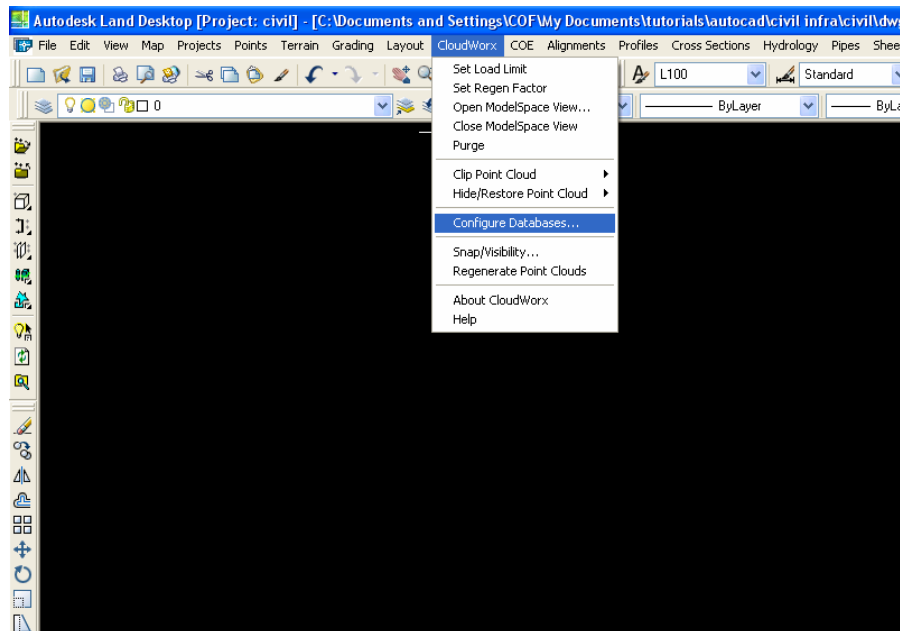 Autodesk Land Desktop [Project: civil] - [C:\Documents and Settings\COF\My Documents\tutorials\autocad\civil infra\civil\dw
File Edit View Map Projects Points Terrain Grading Layout CloudWorx COE Alignments Profiles Cross Sections Hydrology Pipes Shee
L100 Standard
0 ByLayer ByLa
Set Load Limit
Set Regen Factor
Open ModelSpace View...
Close ModelSpace View
Purge
Clip Point Cloud
Hide/Restore Point Cloud
Configure Databases...
Snap/Visibility...
Regenerate Point Clouds
About CloudWorx
Help